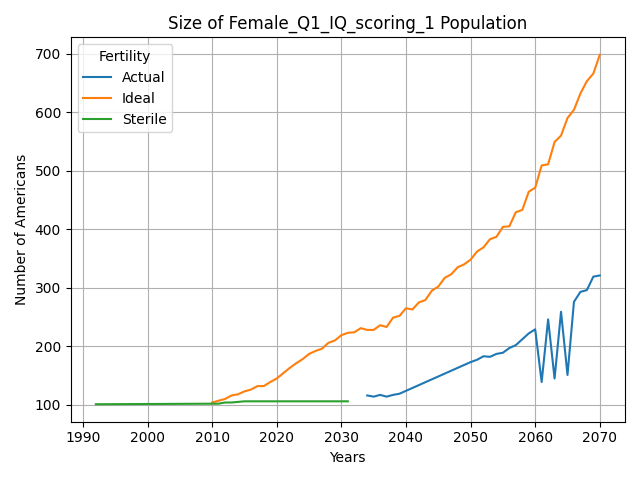 Size of Female_Q1_IQ_scoring_1 Population
Fertility
Actual
Ideal
Sterile
Number of Americans
700
600
500
400
300
200
100
1990 2000 2010 2020 2030 2040 2050 2060 2070
Years